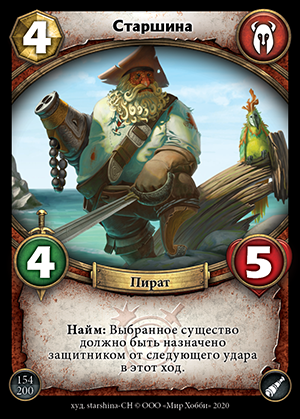 4
Старшина
4
Пират
5
Найм: Выбранное существо
должно быть назначено
защитником от следующего удара
в этот ход.
154
200
худ. starshina-CH © ООО «Мир Хобби» 2020